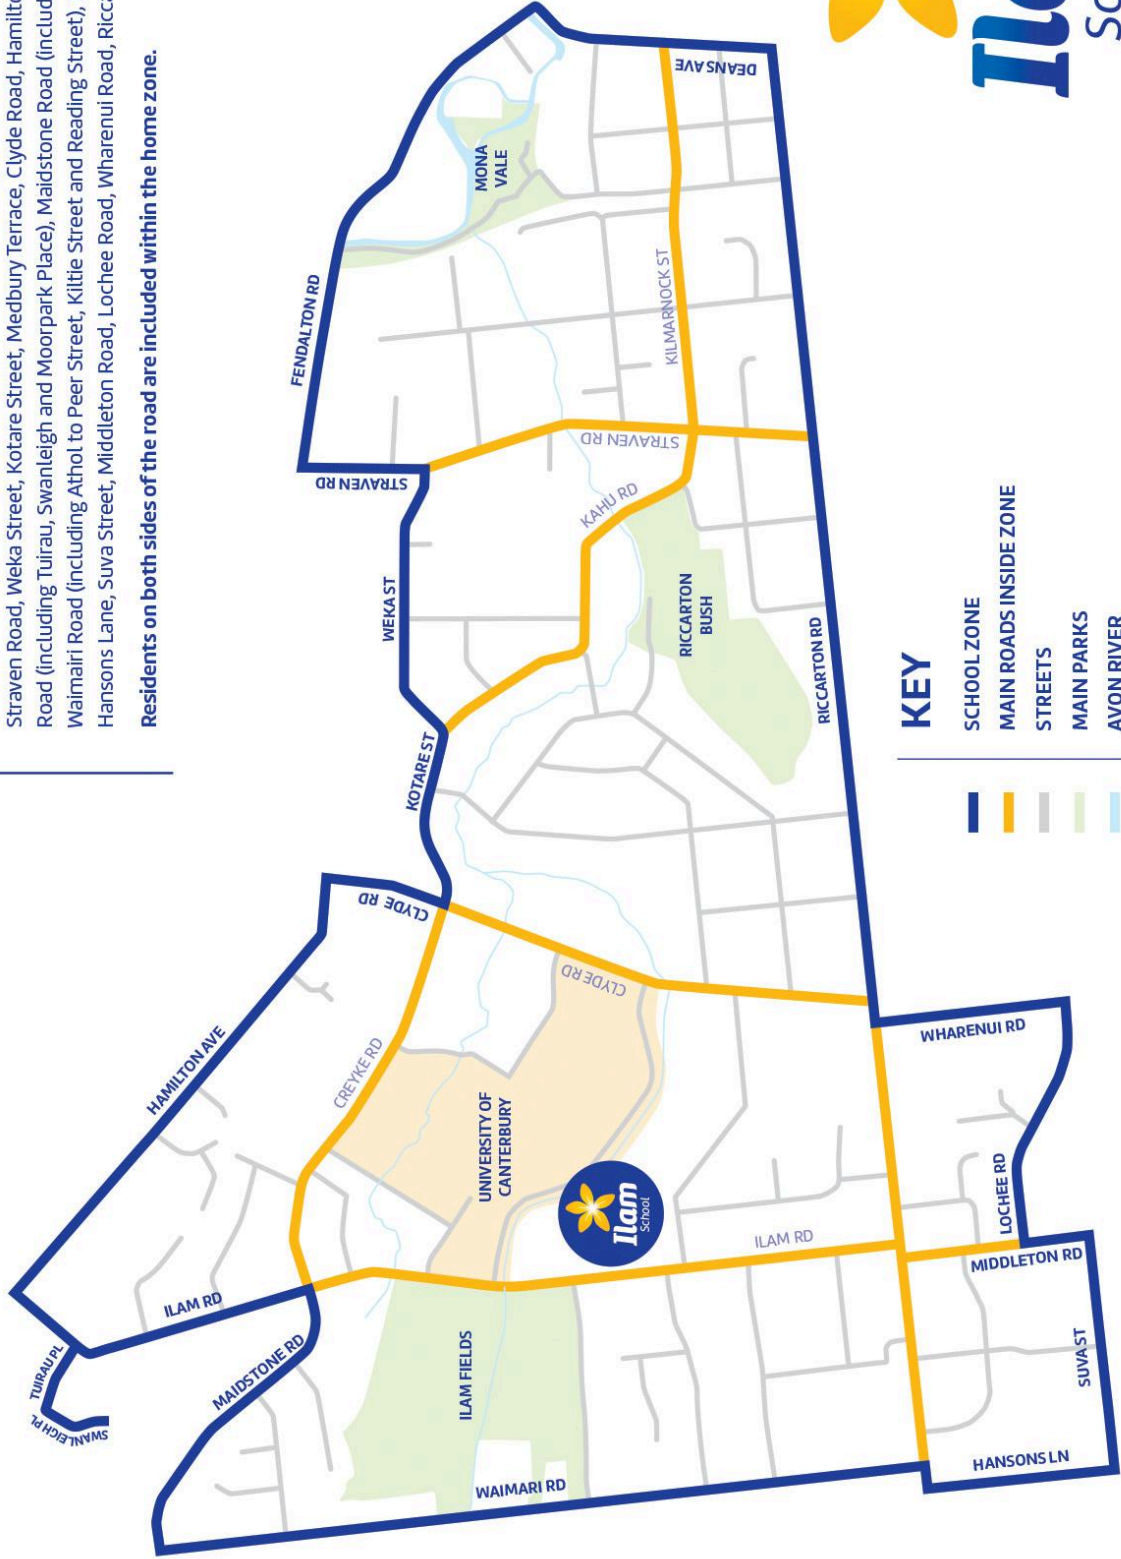 Straven Road, Weka Street, Kotare Street, Medbury Terrace, Clyde Road,
Road (including Tuirau, Swanleigh and Moorpark Place), Maidstone Road
Waimairi Road (including Athol to Peer Street, Kiltie Street and Reading Street),
Hansons Lane, Suva Street, Middleton Road, Lochee Road, Wharenui Road,
Residents on both sides of the road are included within the home zone.
Ilam
FENDALTON RD
DEANS AVE
MONA
VALE
KILMARNOCK ST
STRAVEN RD
STRAVEN RD
KAHU RD
WEKA ST
RICCARTON
BUSH
RICCARTON RD
KOTARE ST
CLYDE RD
CLYDE RD
HAMILTON AVE
CREYKE RD
UNIVERSITY OF
CANTERBURY
Ilam
School
ILAM RD
ILAM RD
WHARENUI RD
LOCHEE RD
MIDDLETON RD
SUVA ST
HANSONS LN
TUIRAU PL
SWANLEIGH PL
MAIDSTONE RD
ILAM FIELDS
WAIMARI RD
KEY
SCHOOL ZONE
MAIN ROADS INSIDE ZONE
STREETS
MAIN PARKS
AVON RIVER